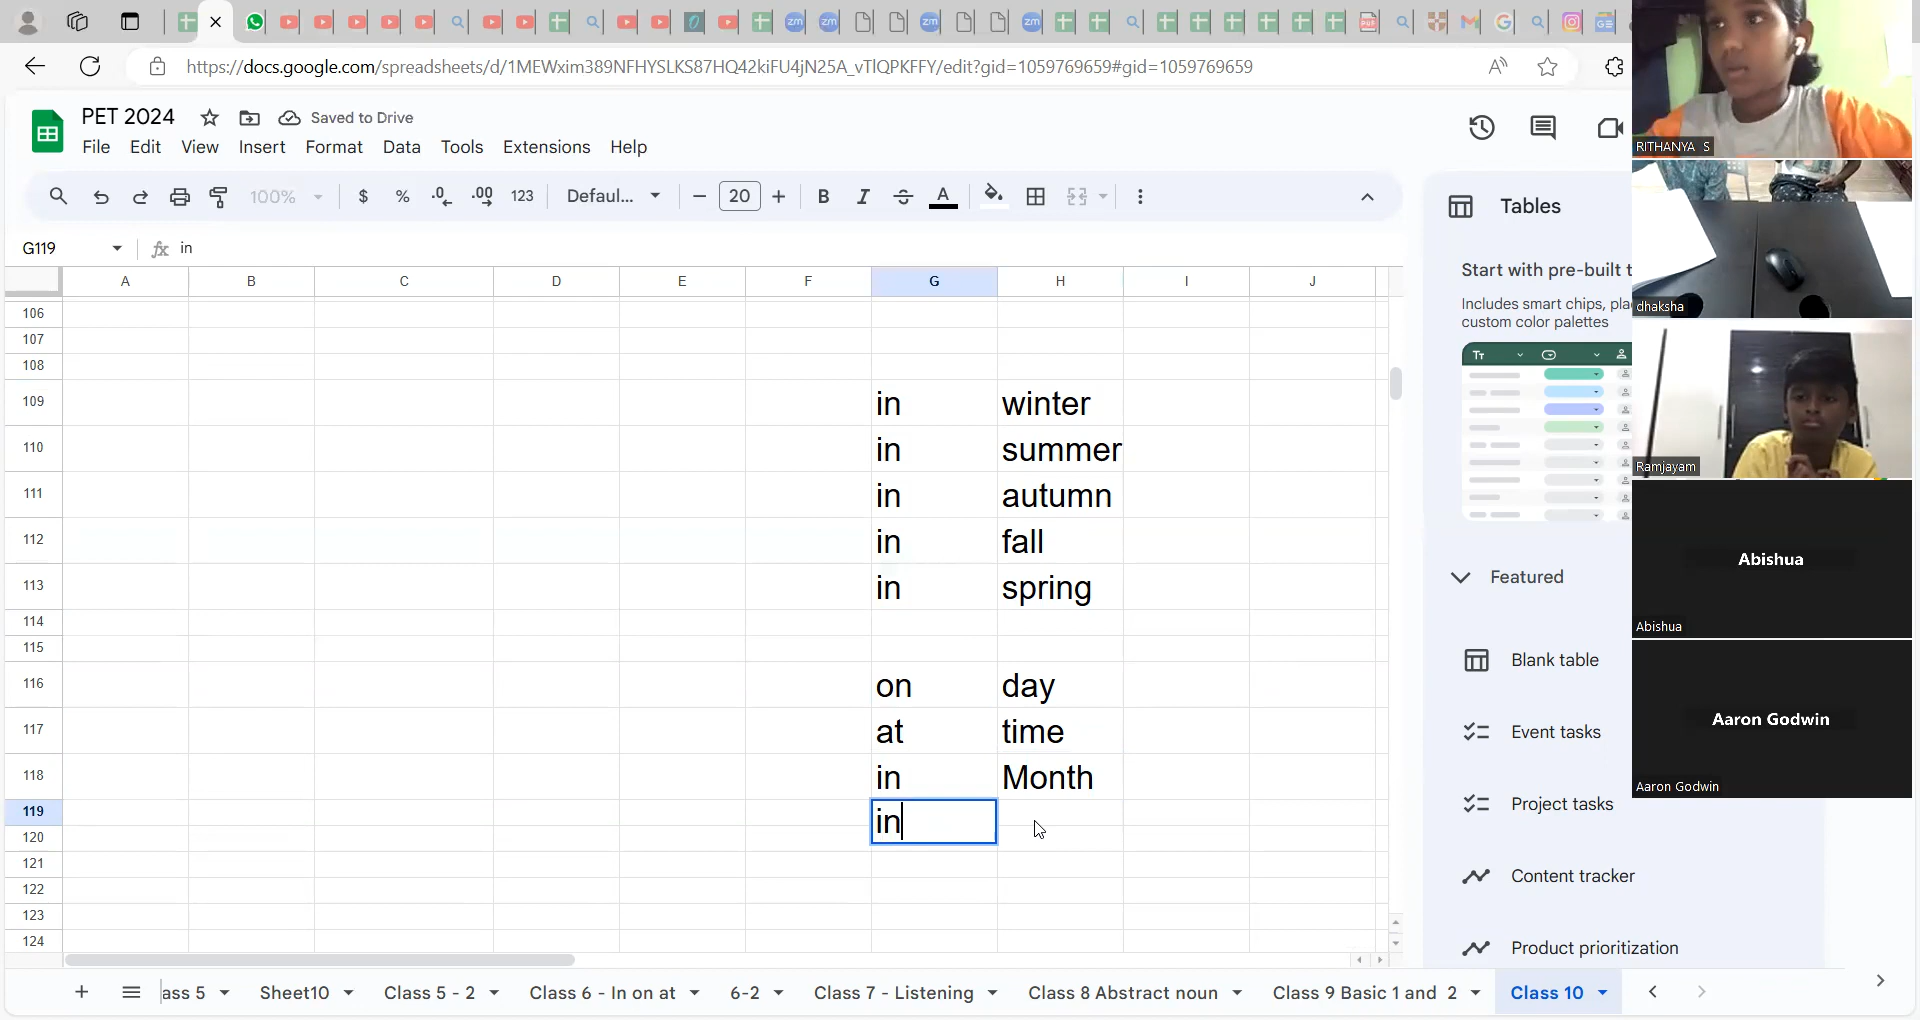 https://docs.google.com/spreadsheets/d/1MEWxim389NFHYSLKS87HQ42kiFU4jN25A_vTlQPKFFY/edit?gid=1059769659#gid=1059769659
PET 2024
Saved to Drive
File Edit View Insert Format Data Tools Extensions Help
100% $ % .0 .00 123 Defaul... 20 B I S A
G119 fx in
A B C D E F G H I J
106
107
108
109 in winter
110 in summer
111 in autumn
112 in fall
113 in spring
114
115
116 on day
117 at time
118 in Month
119 in
120
121
122
123
124
Tables
Start with pre-built t
Includes smart chips, pla
custom color palettes
Featured
Blank table
Event tasks
Project tasks
Content tracker
Product prioritization
RITHANYA S
dhaksha
Ramjayam
Abishua
Abishua
Aaron Godwin
Aaron Godwin
ass 5 Sheet10 Class 5 - 2 Class 6 - In on at 6-2 Class 7 - Listening Class 8 Abstract noun Class 9 Basic 1 and 2 Class 10